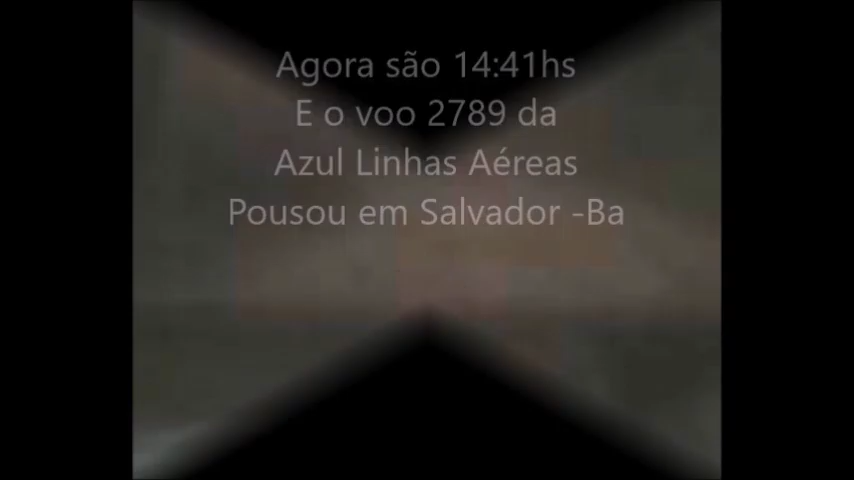 Agora são 14:41hs
E o voo 2789 da
Azul Linhas Aéreas
Pousou em Salvador -Ba